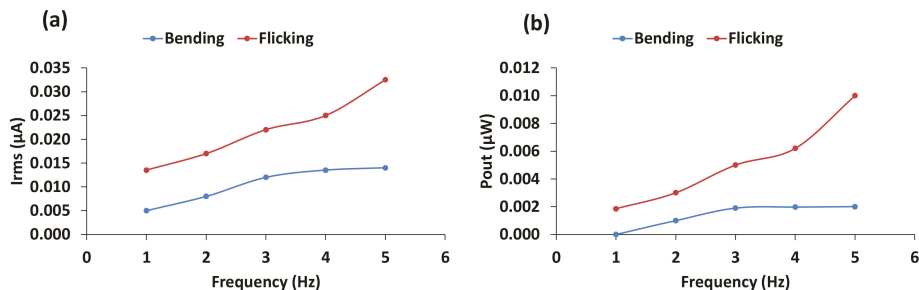 (a)
Bending Flicking
0.035
0.030
0.025
0.020
0.015
0.010
0.005
0.000
Irms (µA)
0 1 2 3 4 5 6
Frequency (Hz)
(b)
Bending Flicking
0.012
0.010
0.008
0.006
0.004
0.002
0.000
Pout (µW)
0 1 2 3 4 5 6
Frequency (Hz)